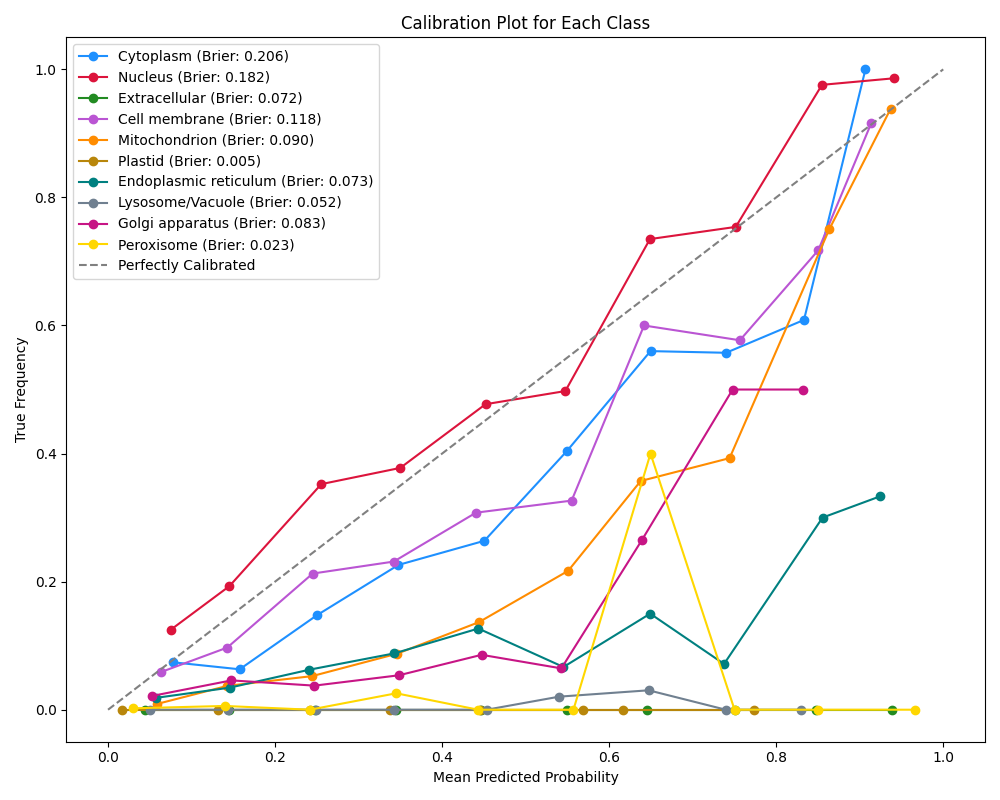 Calibration Plot for Each Class
Cytoplasm (Brier: 0.206)
Nucleus (Brier: 0.182)
Extracellular (Brier: 0.072)
Cell membrane (Brier: 0.118)
Mitochondrion (Brier: 0.090)
Plastid (Brier: 0.005)
Endoplasmic reticulum (Brier: 0.073)
Lysosome/Vacuole (Brier: 0.052)
Golgi apparatus (Brier: 0.083)
Peroxisome (Brier: 0.023)
Perfectly Calibrated
True Frequency
1.0
0.8
0.6
0.4
0.2
0.0
0.0 0.2 0.4 0.6 0.8 1.0
Mean Predicted Probability